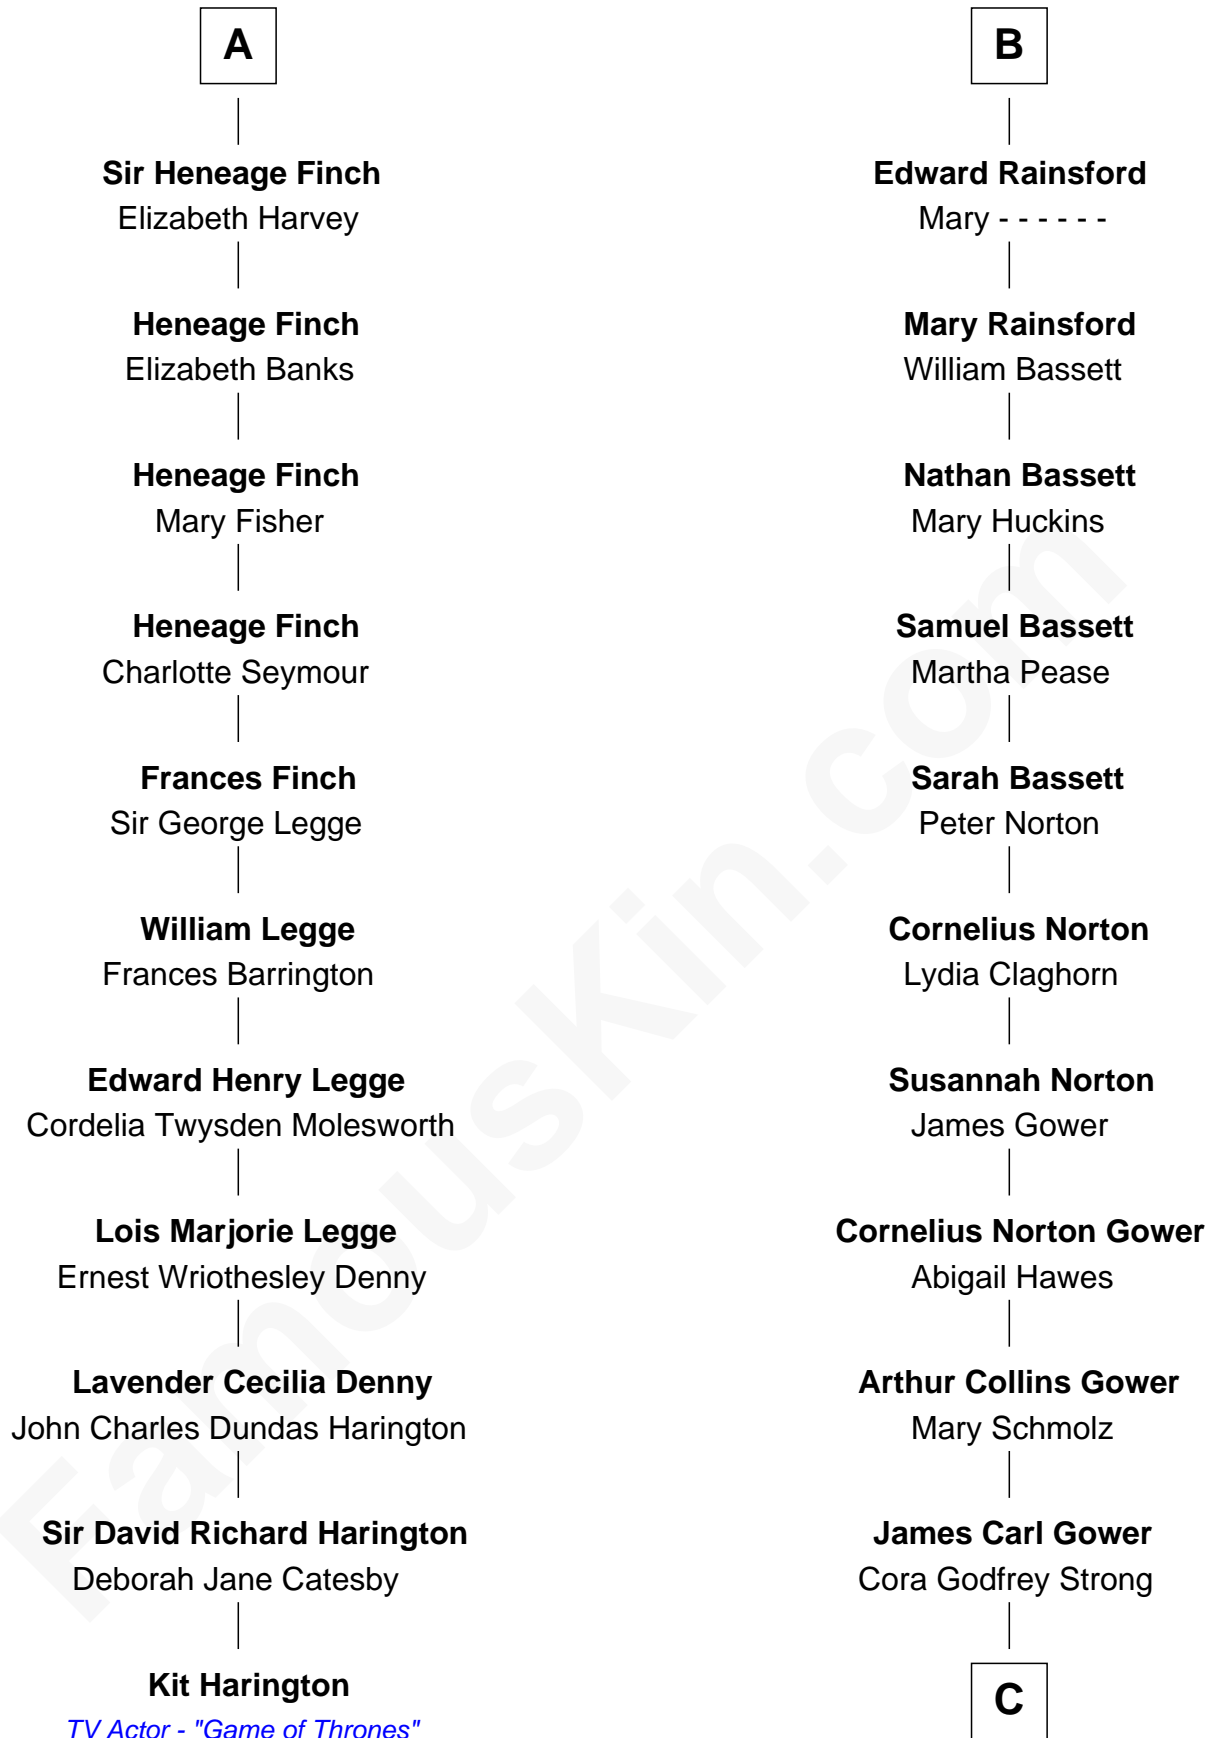 A
Sir Heneage Finch
Elizabeth Harvey
Heneage Finch
Elizabeth Banks
Heneage Finch
Mary Fisher
Heneage Finch
Charlotte Seymour
Frances Finch
Sir George Legge
William Legge
Frances Barrington
Edward Henry Legge
Cordelia Twysden Molesworth
Lois Marjorie Legge
Ernest Wriothesley Denny
Lavender Cecilia Denny
John Charles Dundas Harington
Sir David Richard Harington
Deborah Jane Catesby
Kit Harington
TV Actor - "Game of Thrones"
B
Edward Rainsford
Mary - - - - - -
Mary Rainsford
William Bassett
Nathan Bassett
Mary Huckins
Samuel Bassett
Martha Pease
Sarah Bassett
Peter Norton
Cornelius Norton
Lydia Claghorn
Susannah Norton
James Gower
Cornelius Norton Gower
Abigail Hawes
Arthur Collins Gower
Mary Schmolz
James Carl Gower
Cora Godfrey Strong
C
FamousKin.com